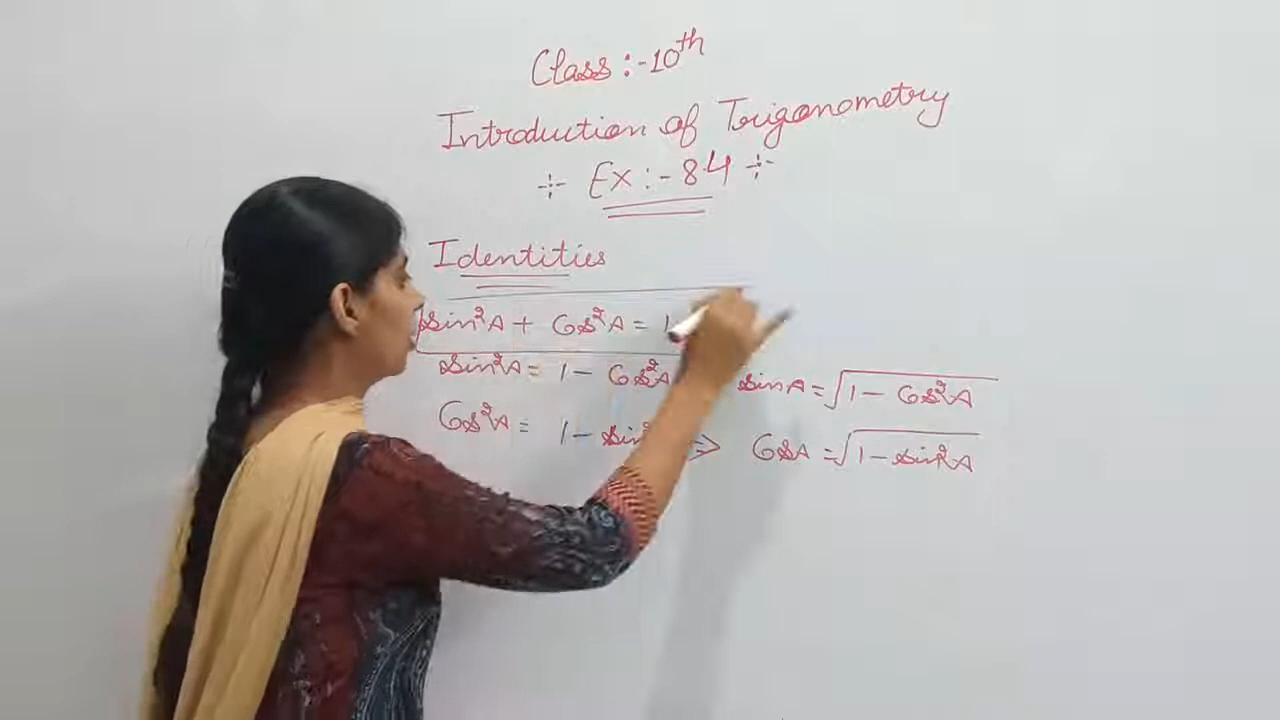 Class :- 10th
Introduction of Trigonometry
Ex :- 8.4
Identities
sin²A + Cos²A = 1
sin²A = 1 - Cos²A sinA = √1 - Cos²A
Cos²A = 1 - sin² => CosA = √1 - sin²A